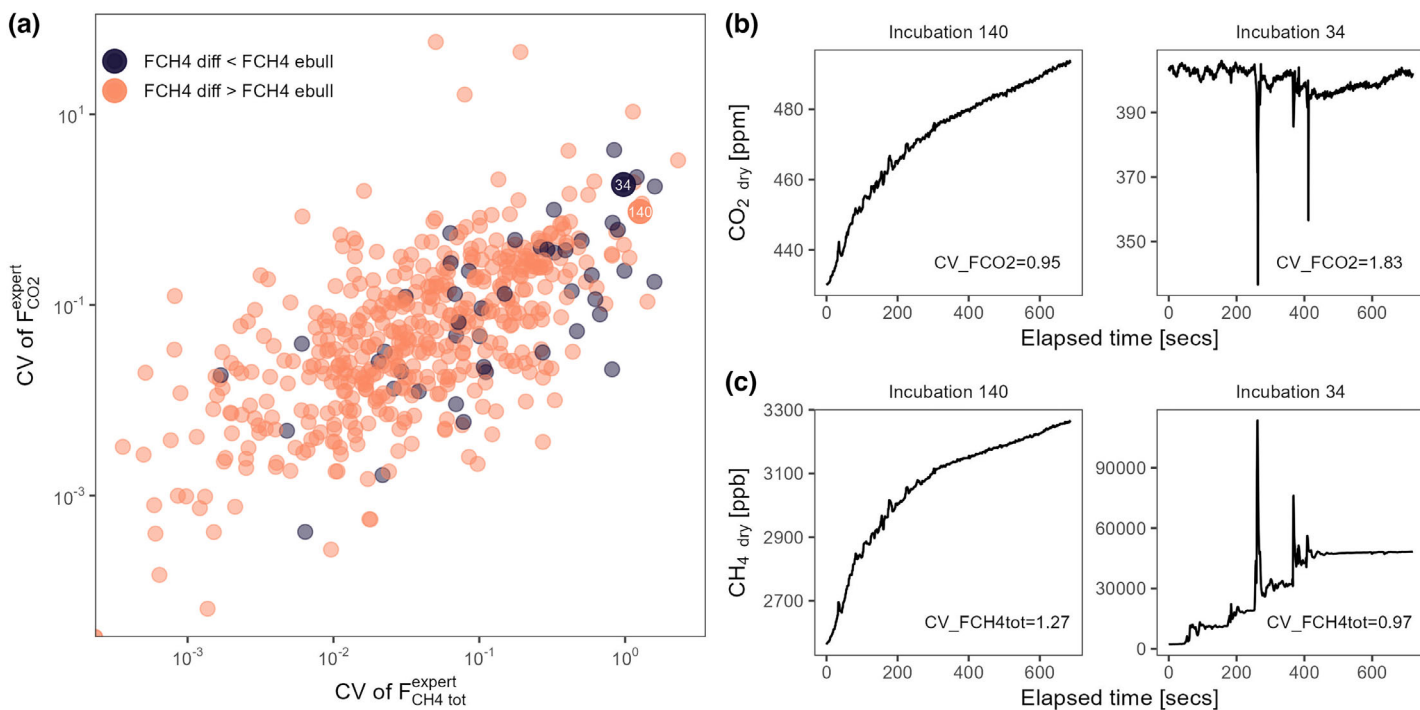 (a)
FCH4 diff < FCH4 ebull
FCH4 diff > FCH4 ebull
34
140
CV of F expert CO2
10¹
10⁻¹
10⁻³
10⁻³
10⁻²
10⁻¹
10⁰
CV of F expert CH4 tot
(b)
Incubation 140
Incubation 34
CO₂ dry [ppm]
480
460
440
CV_FCO2=0.95
0
200
400
600
390
370
350
CV_FCO2=1.83
0
200
400
600
Elapsed time [secs]
(c)
Incubation 140
Incubation 34
CH₄ dry [ppb]
3300
3100
2900
2700
CV_FCH4tot=1.27
0
200
400
600
90000
60000
30000
0
CV_FCH4tot=0.97
0
200
400
600
Elapsed time [secs]